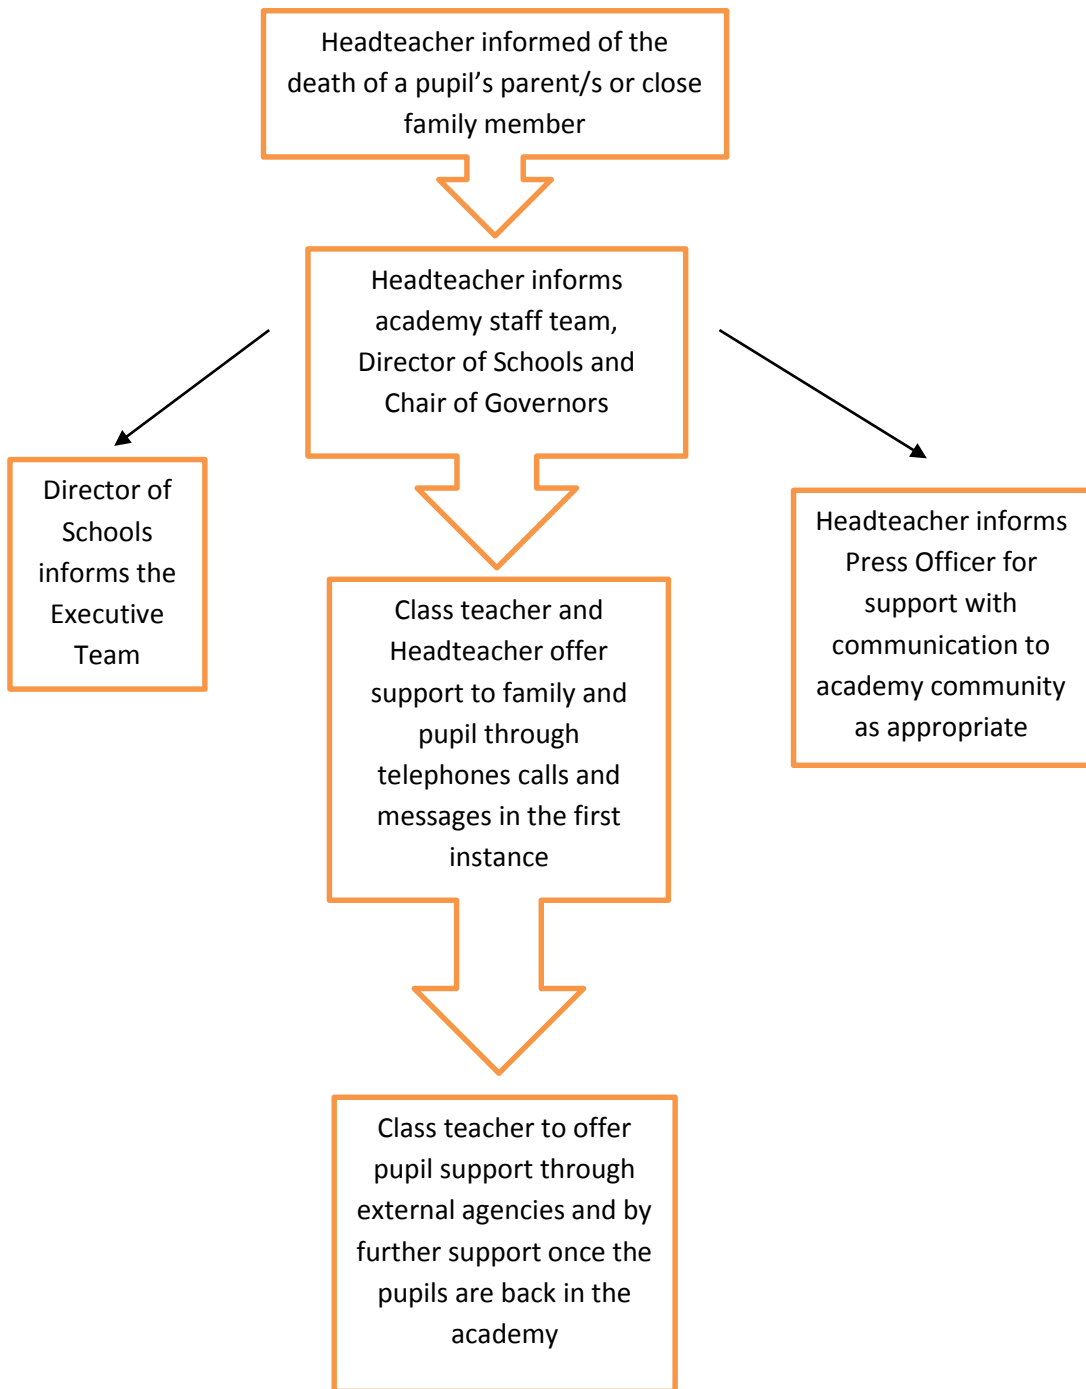 Headteacher informed of the
death of a pupil’s parent/s or close
family member
Headteacher informs
academy staff team,
Director of Schools and
Chair of Governors
Director of
Schools
informs the
Executive
Team
Headteacher informs
Press Officer for
support with
communication to
academy community
as appropriate
Class teacher and
Headteacher offer
support to family and
pupil through
telephones calls and
messages in the first
instance
Class teacher to offer
pupil support through
external agencies and by
further support once the
pupils are back in the
academy